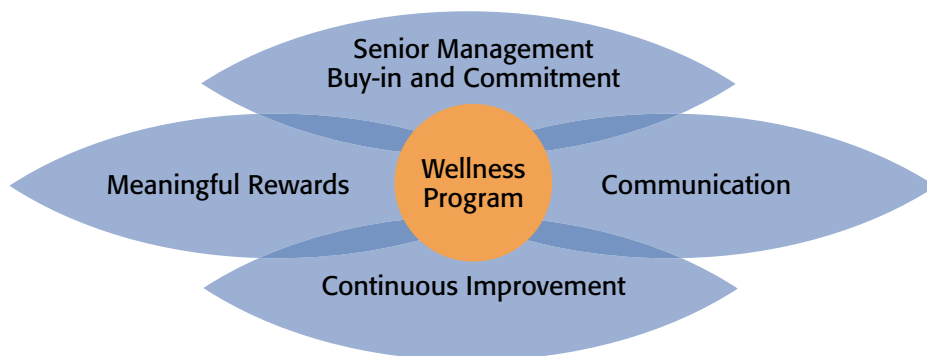 Senior Management
Buy-in and Commitment
Meaningful Rewards
Wellness
Program
Communication
Continuous Improvement